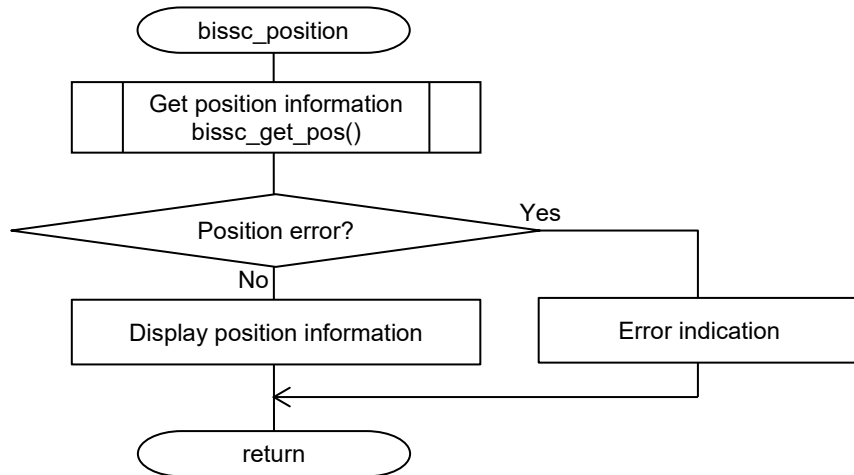 bissc_position
Get position information
bissc_get_pos()
Position error?
Yes
No
Display position information
Error indication
return